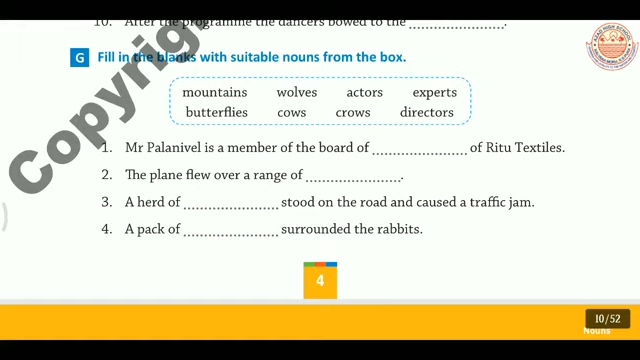 10. After the programme the dancers bowed to the ........................ .
G Fill in the blanks with suitable nouns from the box.
mountains wolves actors experts
butterflies cows crows directors
1. Mr Palanivel is a member of the board of ........................ of Ritu Textiles.
2. The plane flew over a range of ........................ .
3. A herd of ........................ stood on the road and caused a traffic jam.
4. A pack of ........................ surrounded the rabbits.
4
10/52
Nouns